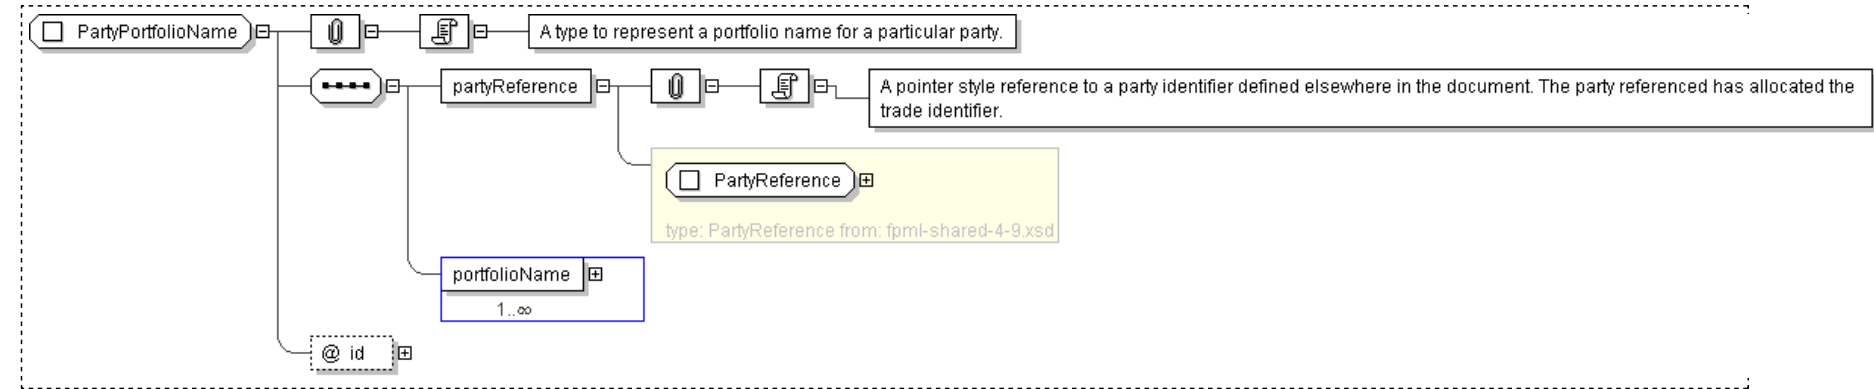 PartyPortfolioName
A type to represent a portfolio name for a particular party.
partyReference
A pointer style reference to a party identifier defined elsewhere in the document. The party referenced has allocated the
trade identifier.
PartyReference
type: PartyReference from: fpml-shared-4-9.xsd
portfolioName
1..∞
@ id